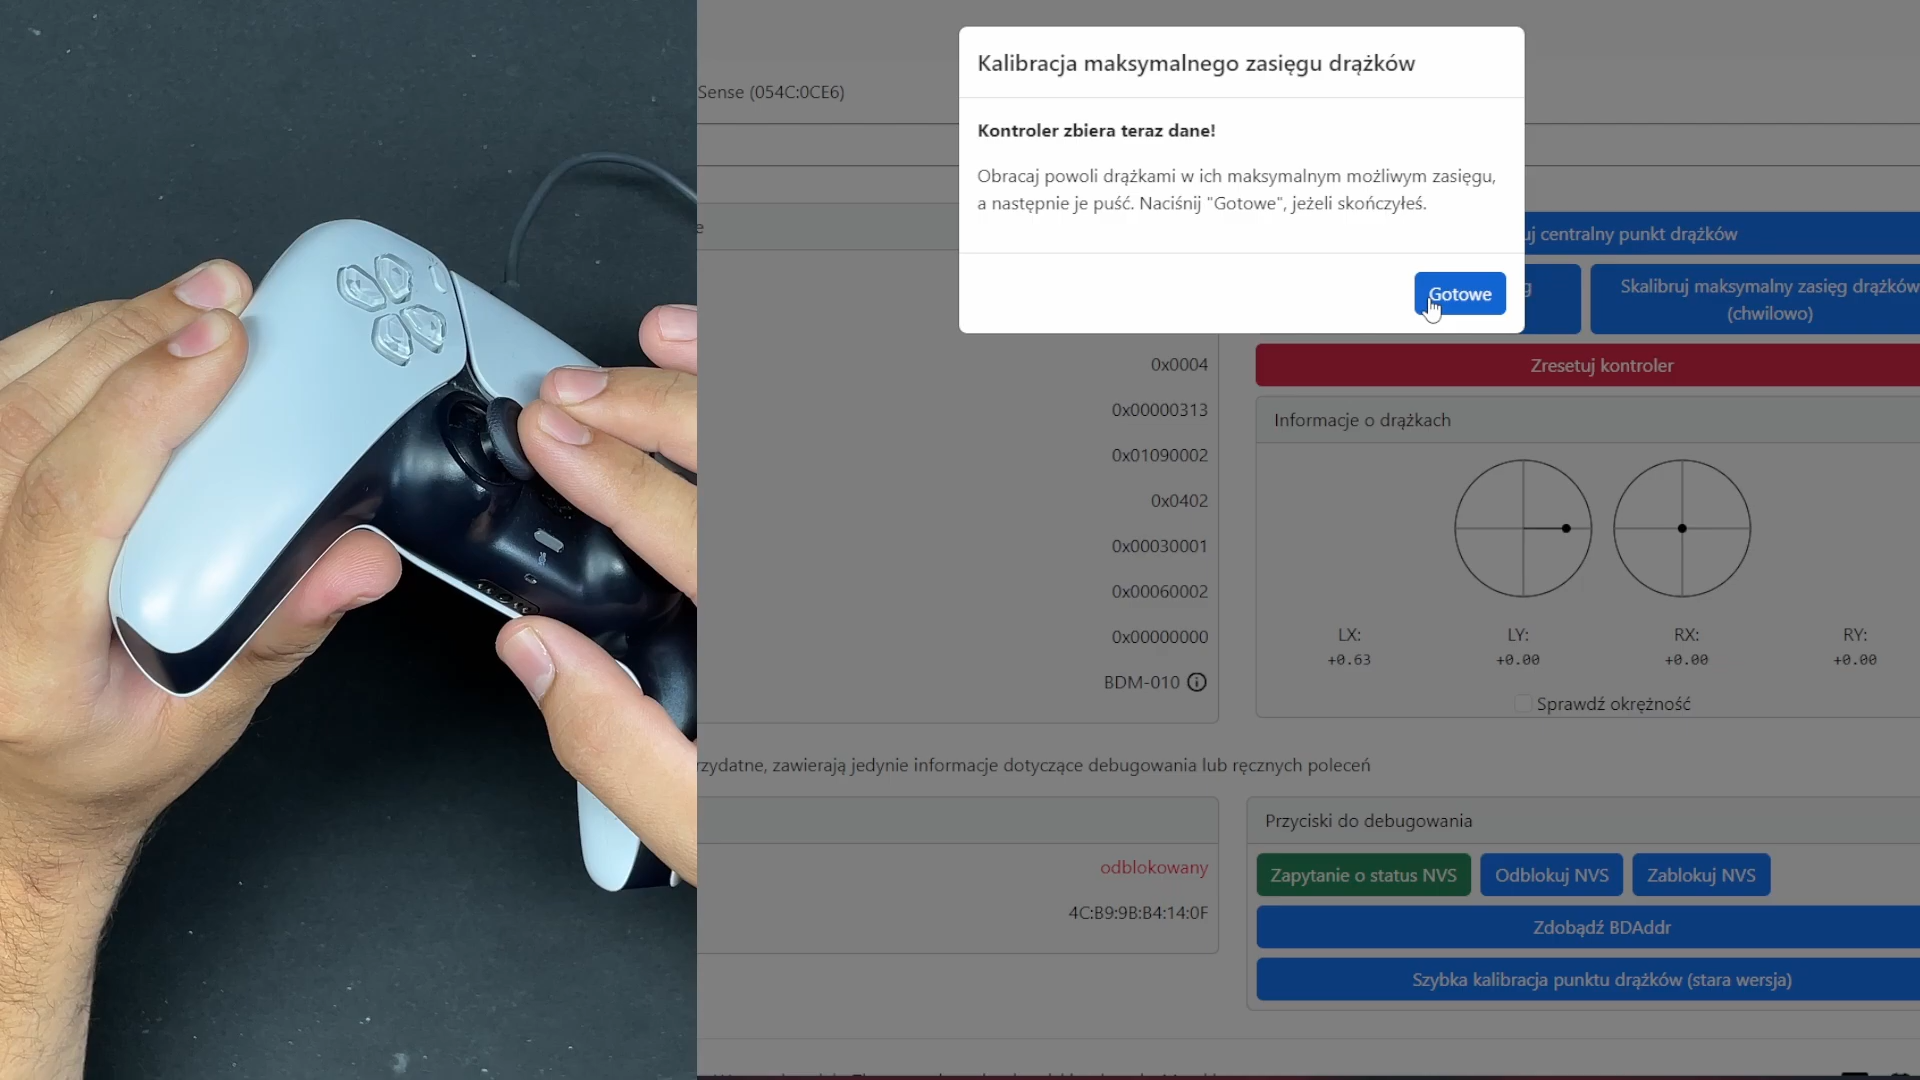 Kalibracja maksymalnego zasięgu drążków
Sense (054C:0CE6)
Kontroler zbiera teraz dane!
Obracaj powoli drążkami w ich maksymalnym możliwym zasięgu,
a następnie je puść. Naciśnij "Gotowe", jeżeli skończyłeś.
Gotowe
e
uj centralny punkt drążków
g
Skalibruj maksymalny zasięg drążków
(chwilowo)
Zresetuj kontroler
0x0004
0x00000313
0x01090002
0x0402
0x00030001
0x00060002
0x00000000
BDM-010
Informacje o drążkach
LX: LY: RX: RY:
+0.63 +0.00 +0.00 +0.00
Sprawdź okrężność
rzydatne, zawierają jedynie informacje dotyczące debugowania lub ręcznych poleceń
odblokowany
4C:B9:9B:B4:14:0F
Przyciski do debugowania
Zapytanie o status NVS Odblokuj NVS Zablokuj NVS
Zdobądź BDAddr
Szybka kalibracja punktu drążków (stara wersja)